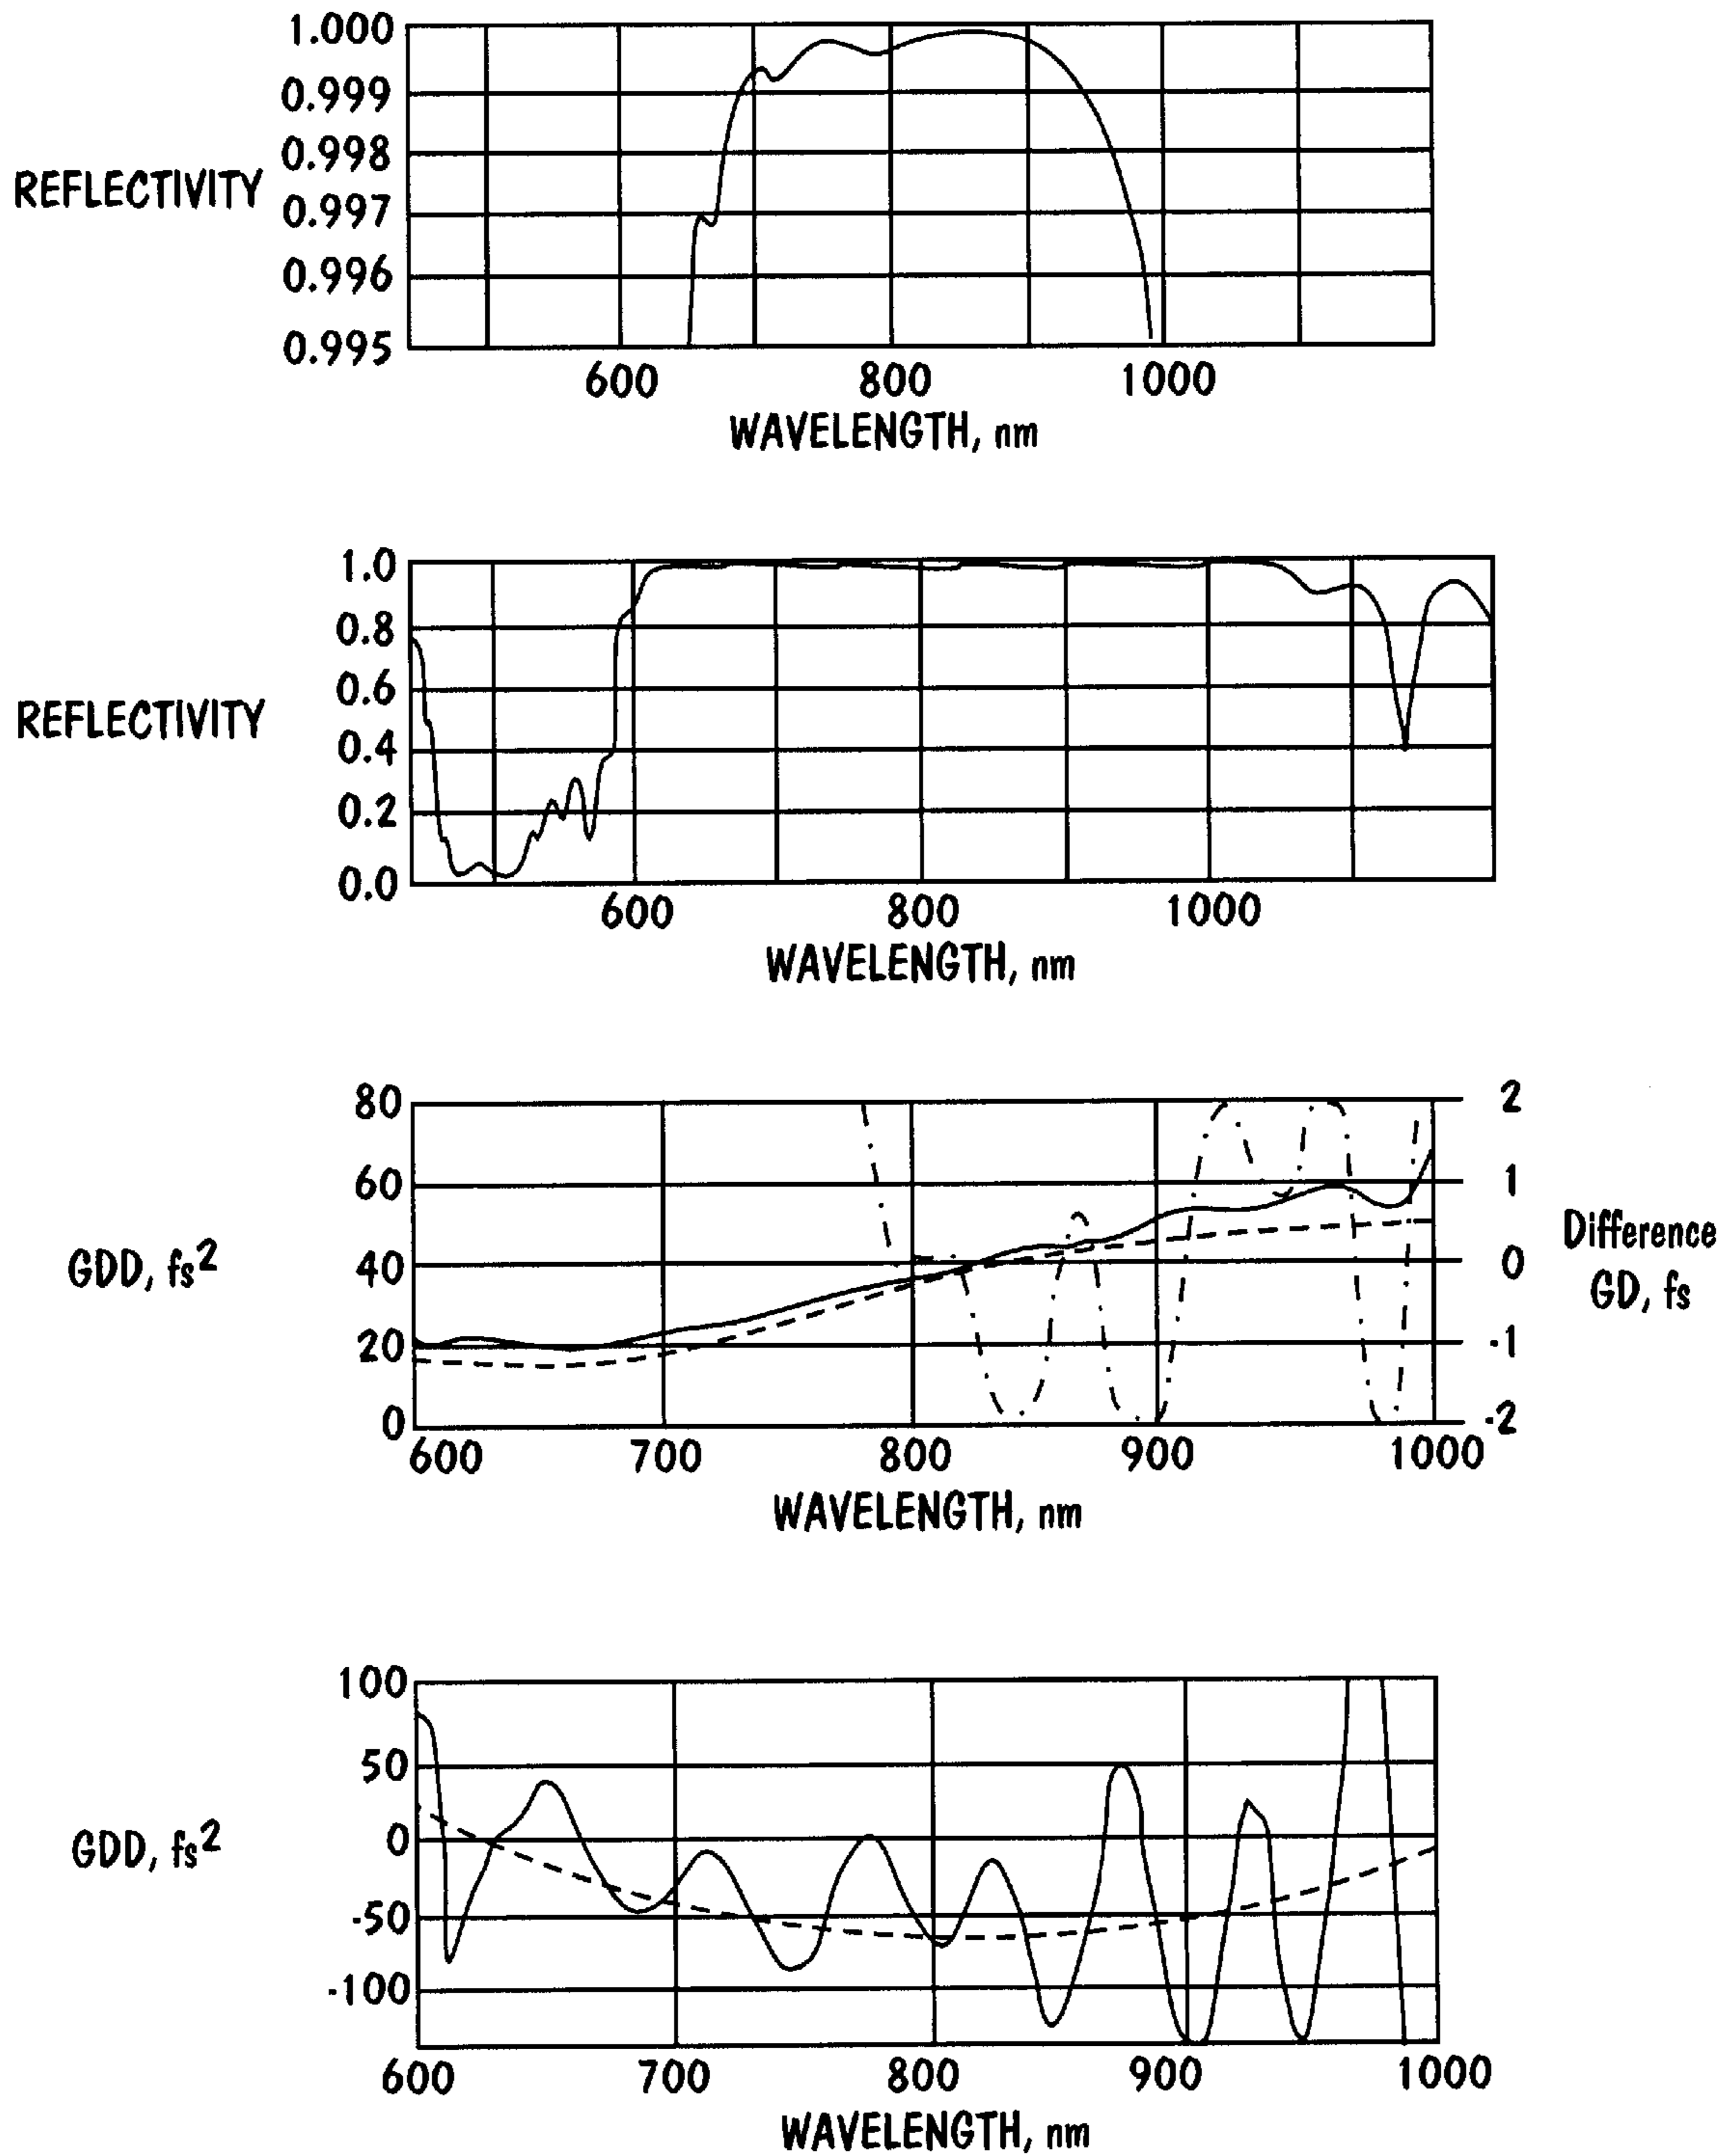 1.000
0.999
0.998
REFLECTIVITY
0.997
0.996
0.995
600 800 1000
WAVELENGTH, nm
1.0
0.8
0.6
REFLECTIVITY
0.4
0.2
0.0
600 800 1000
WAVELENGTH, nm
80 2
60 1
GDD, fs2
40 0
Difference
GD, fs
20 -1
0 -2
600 700 800 900 1000
WAVELENGTH, nm
100
50
GDD, fs2
0
-50
-100
600 700 800 900 1000
WAVELENGTH, nm